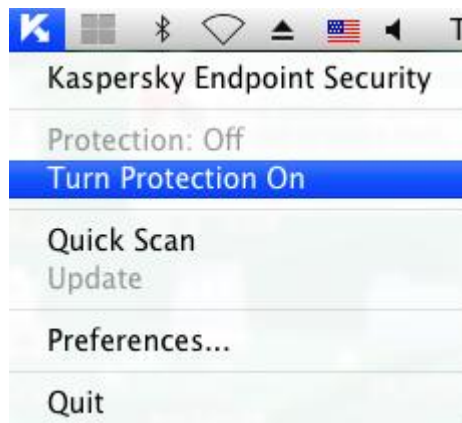 K
Kaspersky Endpoint Security
Protection: Off
Turn Protection On
Quick Scan
Update
Preferences...
Quit